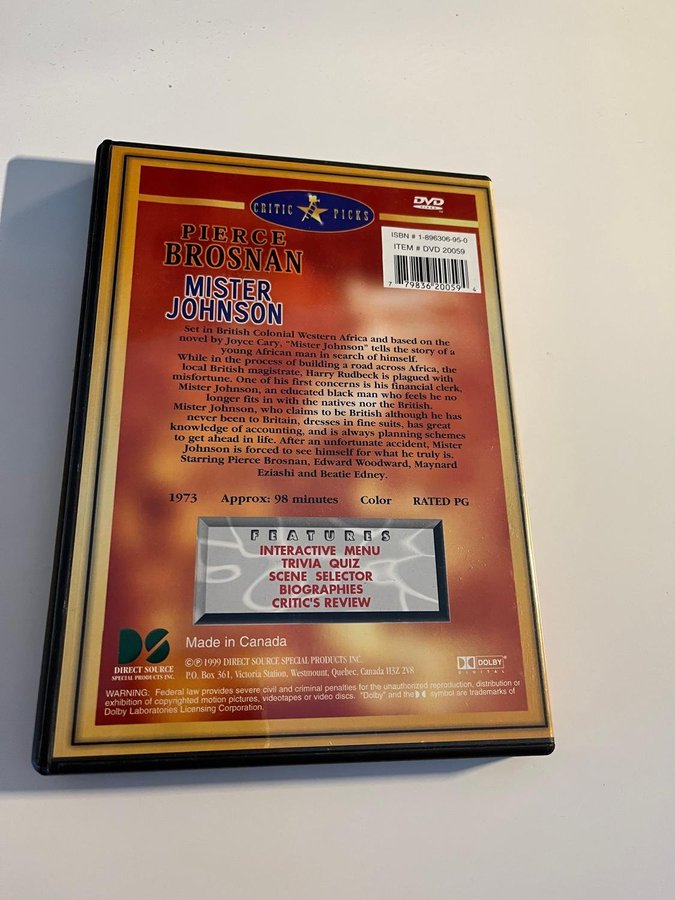 CRITIC PICKS
DVD
VIDEO
PIERCE
BROSNAN
MISTER
JOHNSON
ISBN # 1-896306-95-0
ITEM # DVD 20059
7 79836 20059 4
Set in British Colonial Western Africa and based on the
novel by Joyce Cary, "Mister Johnson" tells the story of a
young African man in search of himself.
While in the process of building a road across Africa, the
local British magistrate, Harry Rudbeck is plagued with
misfortune. One of his first concerns is his financial clerk,
Mister Johnson, an educated black man who feels he no
longer fits in with the natives nor the British.
Mister Johnson, who claims to be British although he has
never been to Britain, dresses in fine suits, has great
knowledge of accounting, and is always planning schemes
to get ahead in life. After an unfortunate accident, Mister
Johnson is forced to see himself for what he truly is.
Starring Pierce Brosnan, Edward Woodward, Maynard
Eziashi and Beatie Edney.
1973 Approx: 98 minutes Color RATED PG
FEATURES
INTERACTIVE MENU
TRIVIA QUIZ
SCENE SELECTOR
BIOGRAPHIES
CRITIC'S REVIEW
DS
DIRECT SOURCE
SPECIAL PRODUCTS INC.
Made in Canada
©℗ 1999 DIRECT SOURCE SPECIAL PRODUCTS INC.
P.O. Box 361, Victoria Station, Westmount, Quebec, Canada H3Z 2V8
DOLBY
DIGITAL
WARNING: Federal law provides severe civil and criminal penalties for the unauthorized reproduction, distribution or
exhibition of copyrighted motion pictures, videotapes or video discs. "Dolby" and the symbol are trademarks of
Dolby Laboratories Licensing Corporation.